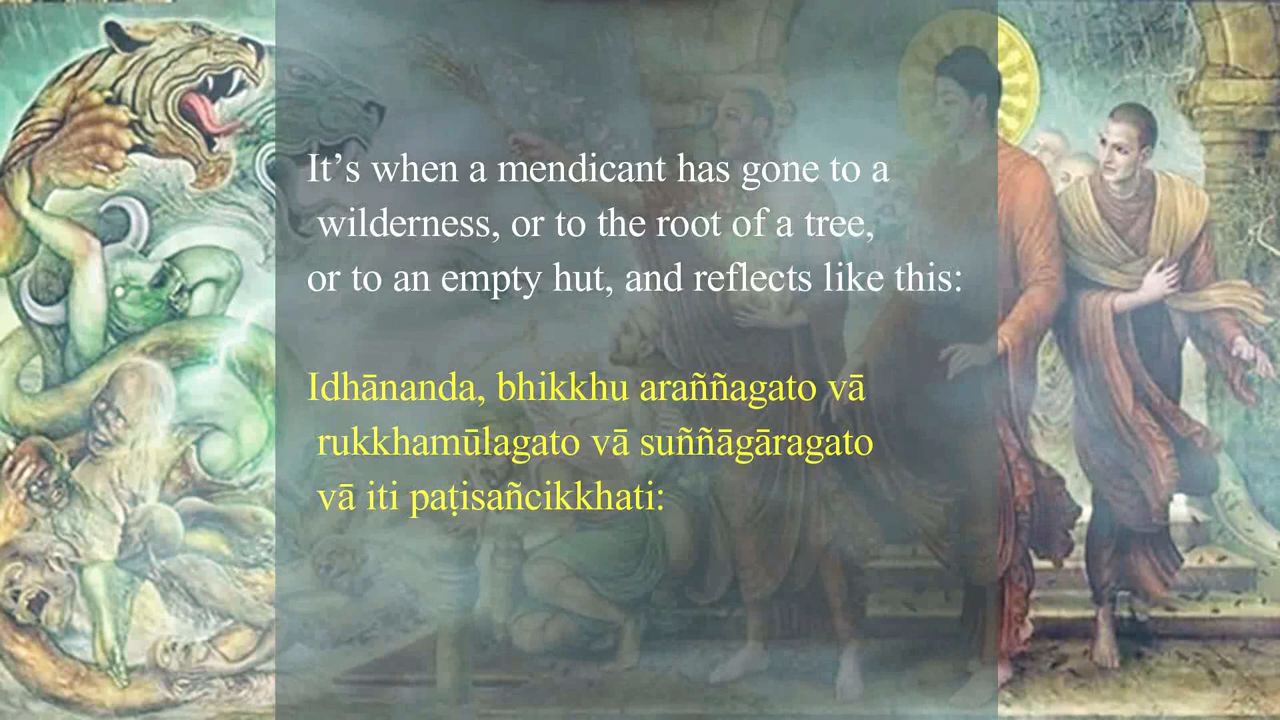 It’s when a mendicant has gone to a
wilderness, or to the root of a tree,
or to an empty hut, and reflects like this:
Idhānanda, bhikkhu araññagato vā
rukkhamūlagato vā suññāgāragato
vā iti paṭisañcikkhati: